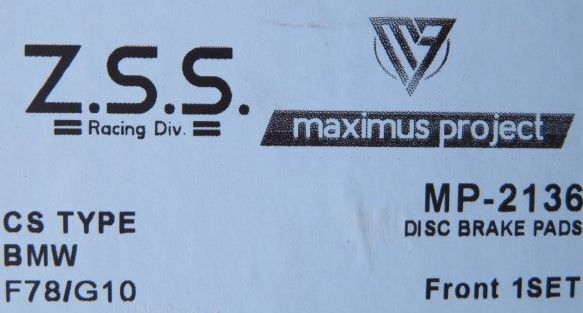 Z.S.S.
Racing Div.
maximus project
CS TYPE
BMW
F78/G10
MP-2136
DISC BRAKE PADS
Front 1SET